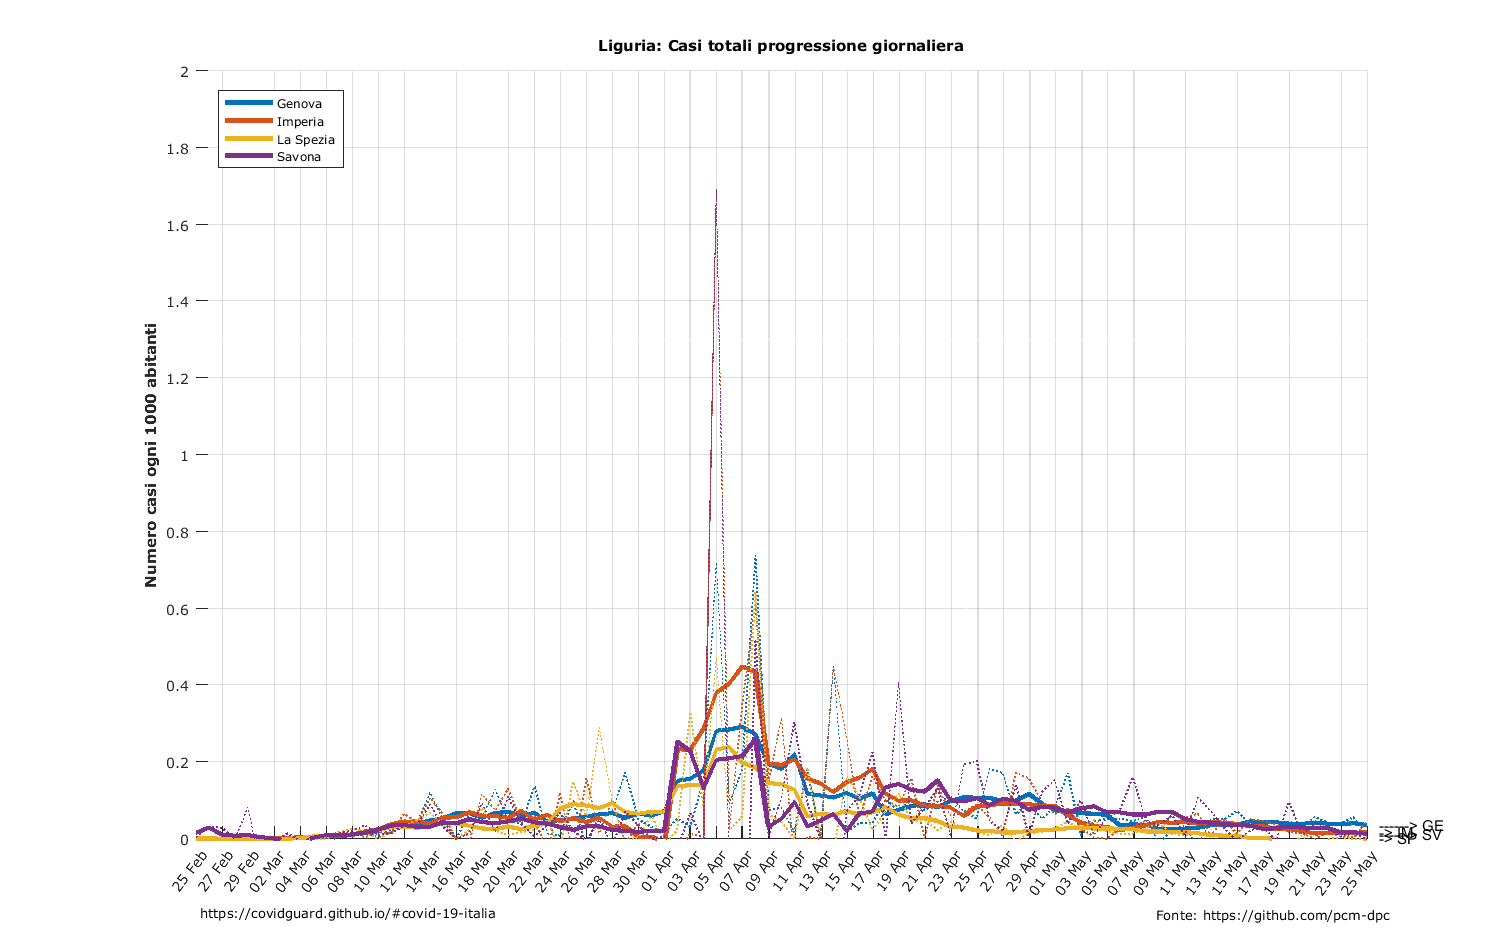 Liguria: Casi totali progressione giornaliera
Numero casi ogni 1000 abitanti
2
1.8
1.6
1.4
1.2
1
0.8
0.6
0.4
0.2
0
Genova
Imperia
La Spezia
Savona
25 Feb
27 Feb
29 Feb
02 Mar
04 Mar
06 Mar
08 Mar
10 Mar
12 Mar
14 Mar
16 Mar
18 Mar
20 Mar
22 Mar
24 Mar
26 Mar
28 Mar
30 Mar
01 Apr
03 Apr
05 Apr
07 Apr
09 Apr
11 Apr
13 Apr
15 Apr
17 Apr
19 Apr
21 Apr
23 Apr
25 Apr
27 Apr
29 Apr
01 May
03 May
05 May
07 May
09 May
11 May
13 May
15 May
17 May
19 May
21 May
23 May
25 May
GE
IM
SV
SP
https://covidguard.github.io/#covid-19-italia
Fonte: https://github.com/pcm-dpc